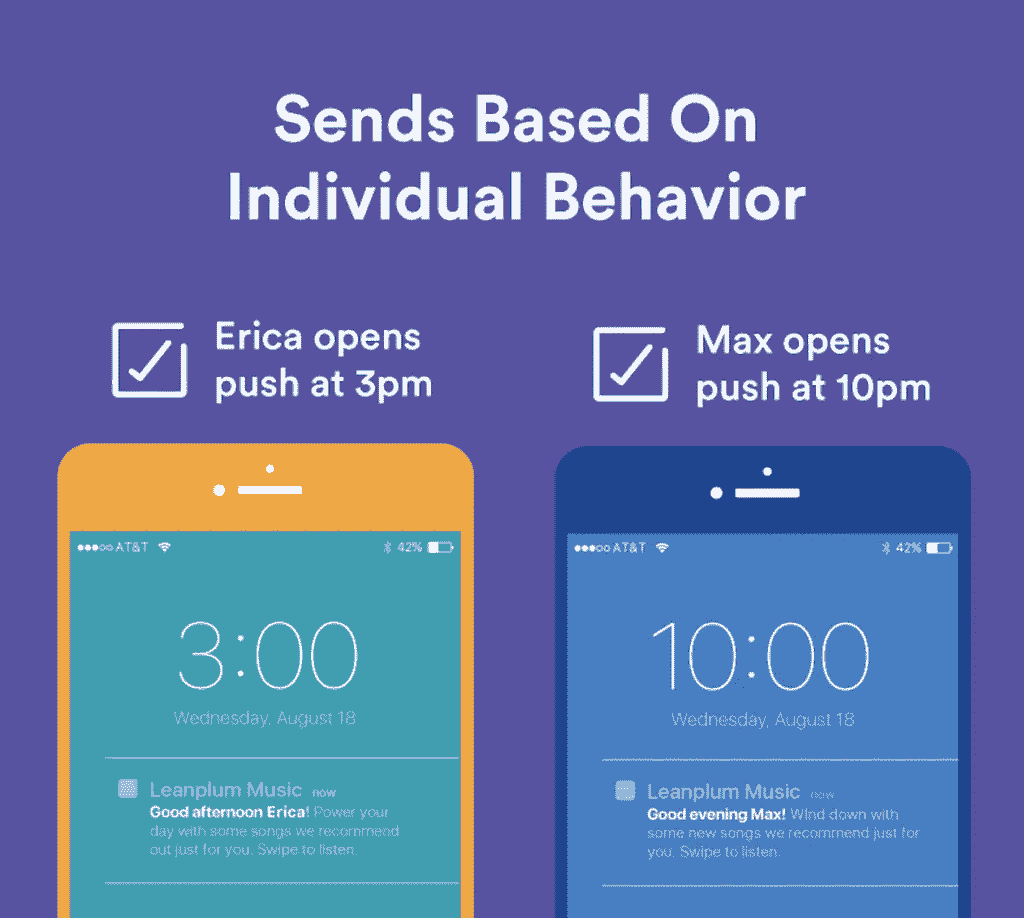 Sends Based On
Individual Behavior
Erica opens
push at 3pm
Max opens
push at 10pm
AT&T 42%
3:00
Wednesday, August 18
Leanplum Music now
Good afternoon Erica! Power your
day with some songs we recommend
out just for you. Swipe to listen.
AT&T 42%
10:00
Wednesday, August 18
Leanplum Music now
Good evening Max! Wind down with
some new songs we recommend just for
you. Swipe to listen.